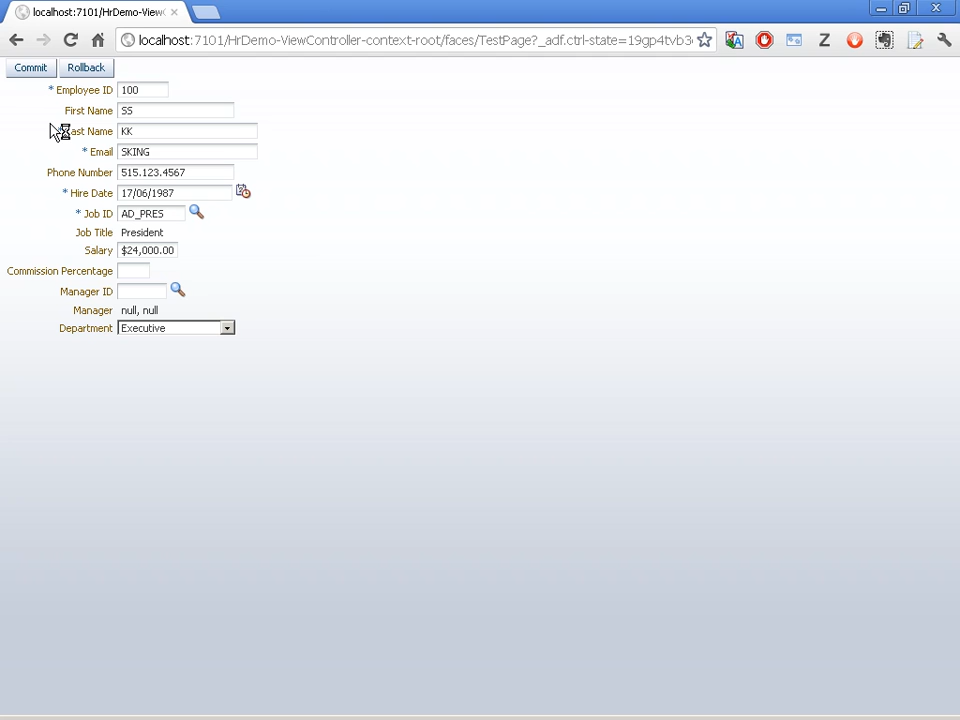 localhost:7101/HrDemo-View
localhost:7101/HrDemo-ViewController-context-root/faces/TestPage?_adf.ctrl-state=19gp4tvb3
Z
Commit Rollback
* Employee ID 100
First Name SS
ast Name KK
* Email SKING
Phone Number 515.123.4567
* Hire Date 17/06/1987
* Job ID AD_PRES
Job Title President
Salary $24,000.00
Commission Percentage
Manager ID
Manager null, null
Department Executive